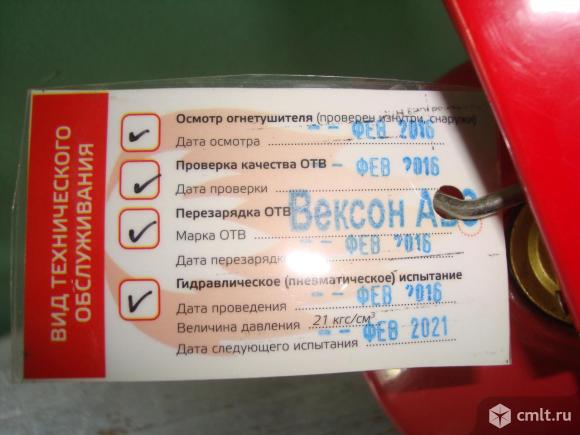 ВИД ТЕХНИЧЕСКОГО
ОБСЛУЖИВАНИЯ
Осмотр огнетушителя (проверен изнутри, снаружи)
Дата осмотра -- ФЕВ 2016
Проверка качества ОТВ
Дата проверки -- ФЕВ 2016
Перезарядка ОТВ
Марка ОТВ Вексон АВС
Дата перезарядки -- ФЕВ 2016
Гидравлическое (пневматическое) испытание
Дата проведения -- ФЕВ 2016
Величина давления 21 кгс/см³
Дата следующего испытания -- ФЕВ 2021
cmlt.ru